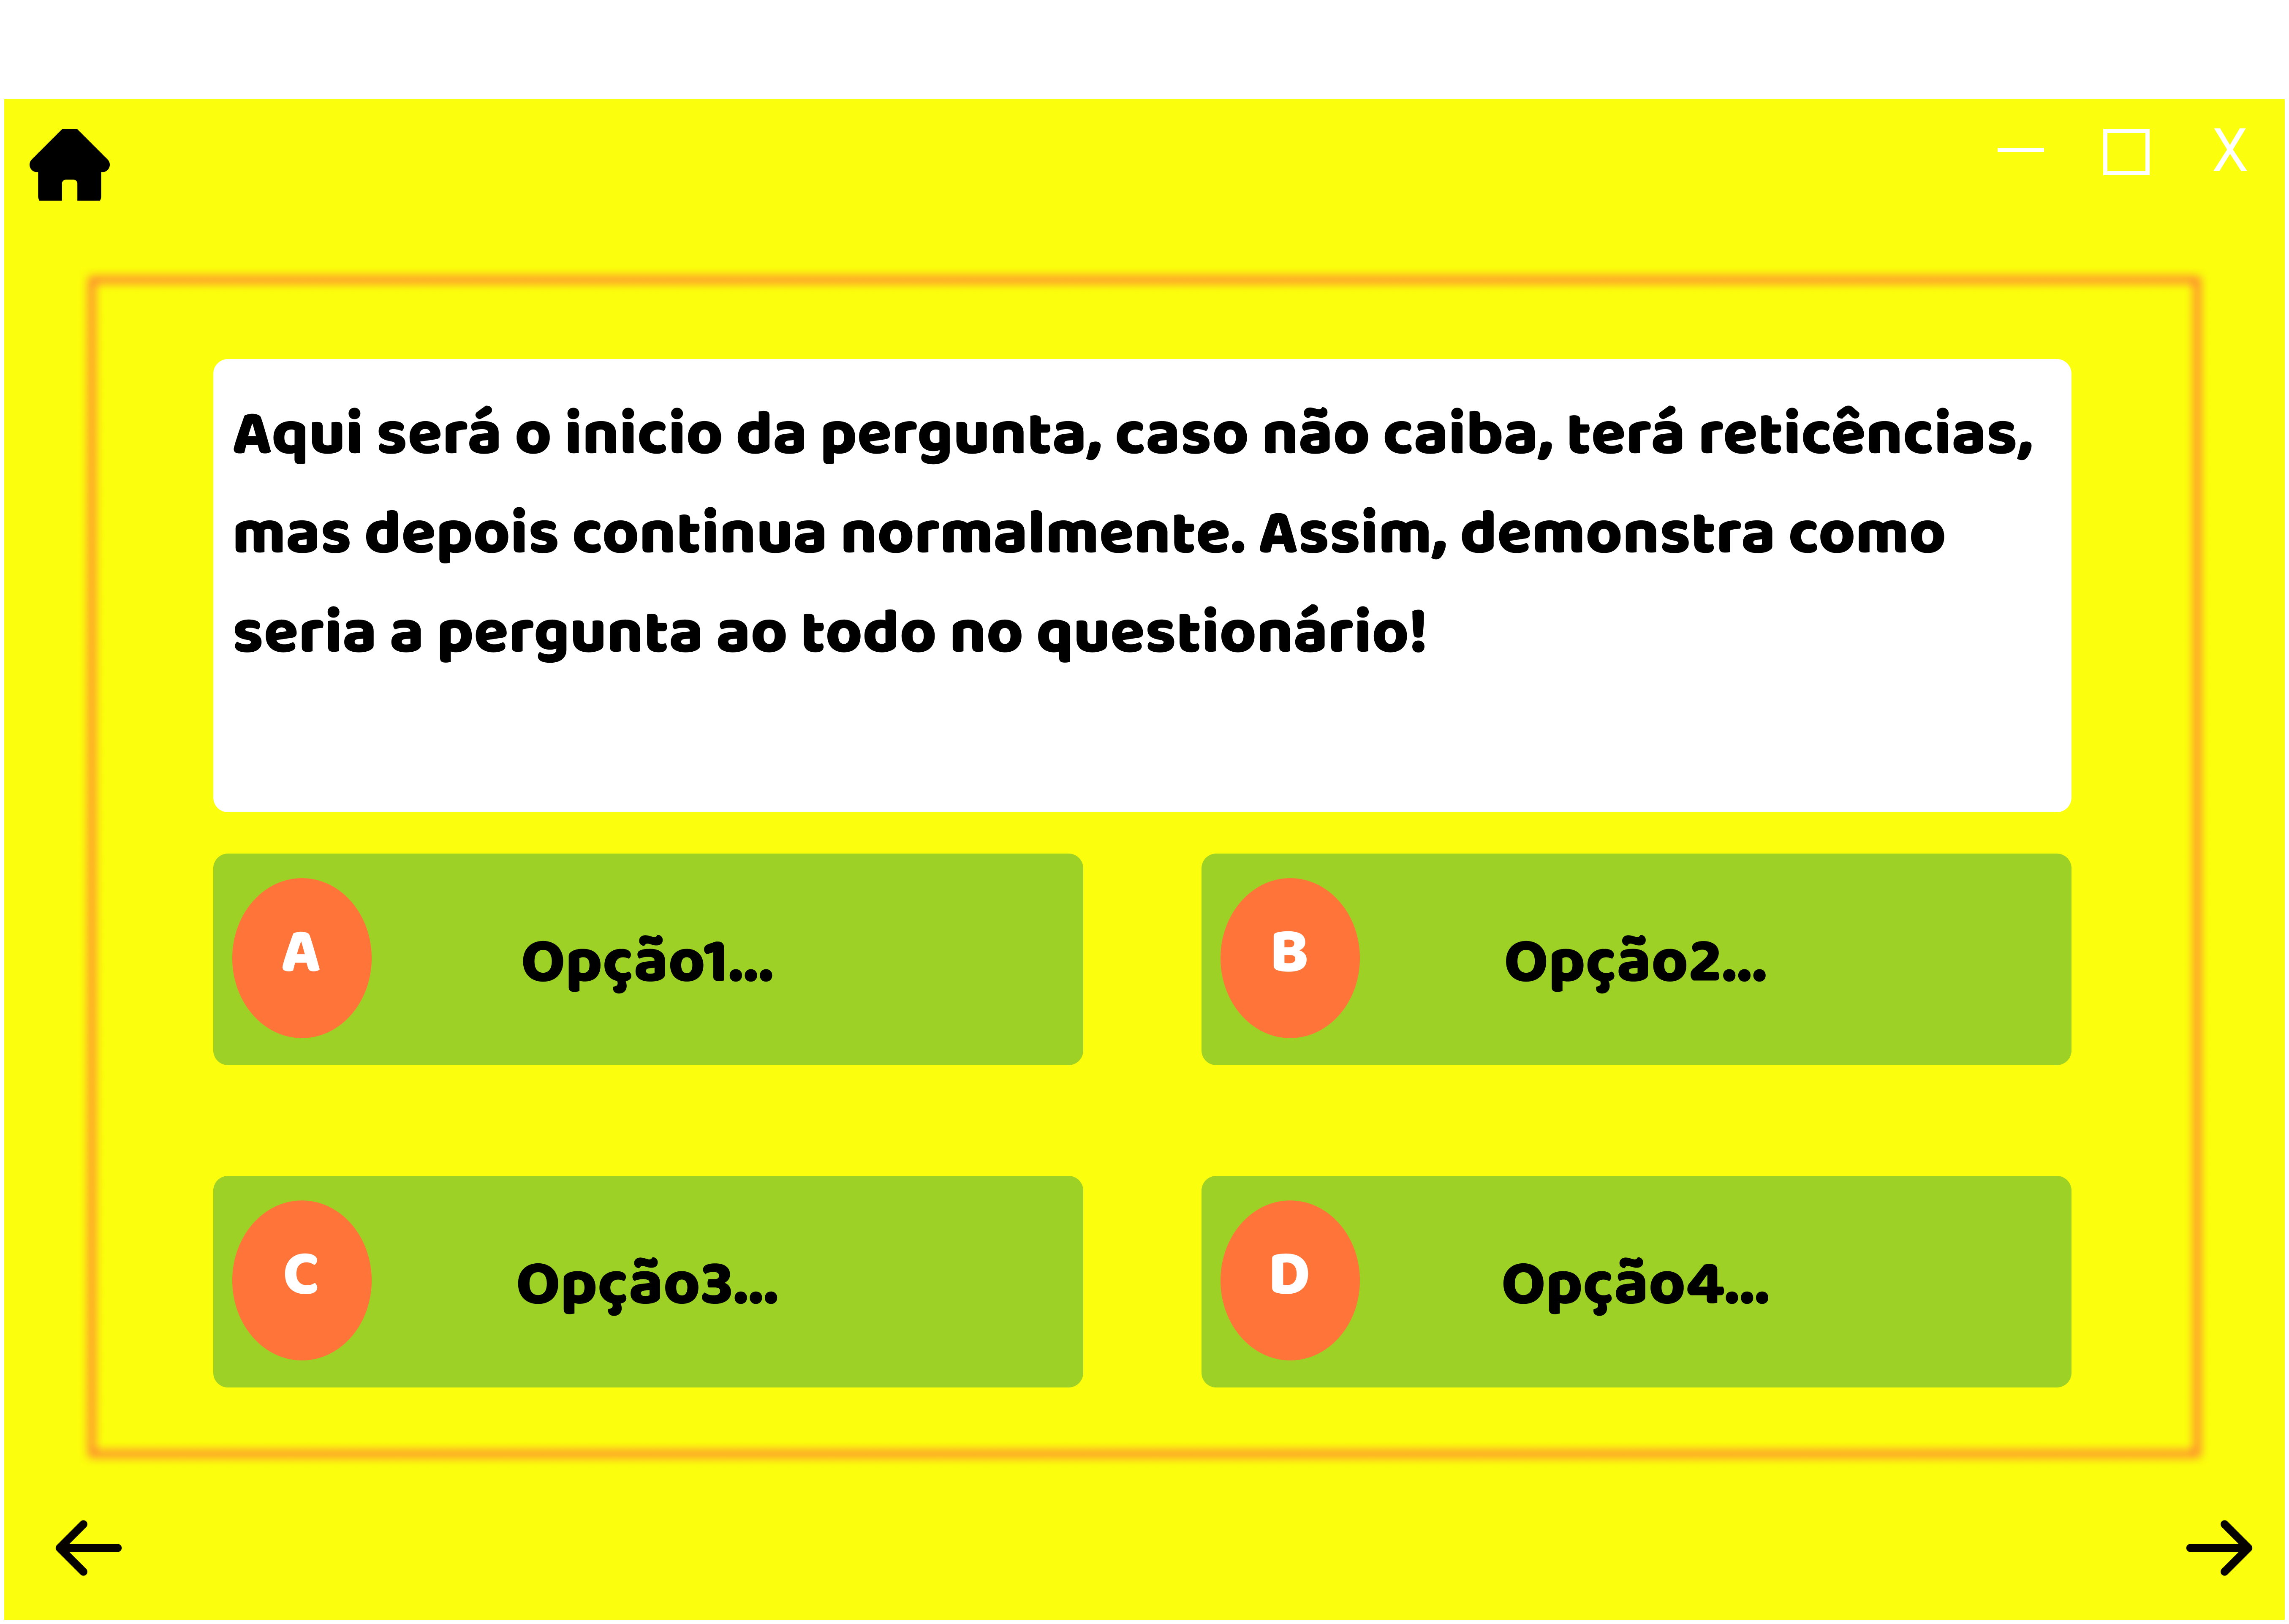 X
Aqui será o inicio da pergunta, caso não caiba, terá reticências,
mas depois continua normalmente. Assim, demonstra como
seria a pergunta ao todo no questionário!
A Opção1...
B Opção2...
C Opção3...
D Opção4...